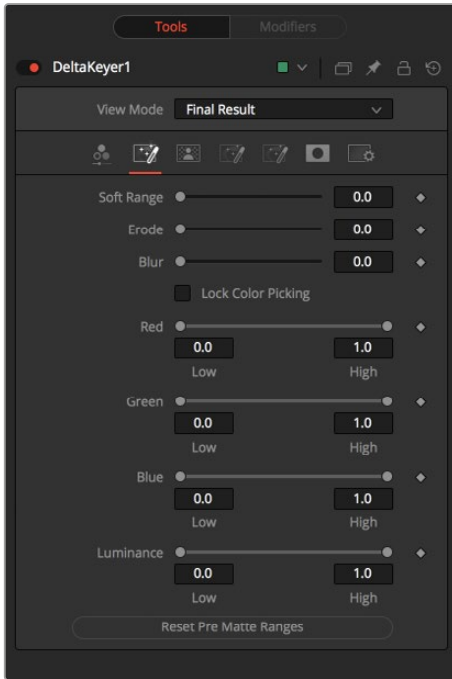 Tools Modifiers
DeltaKeyer1
View Mode Final Result
Soft Range 0.0
Erode 0.0
Blur 0.0
Lock Color Picking
Red
0.0 1.0
Low High
Green
0.0 1.0
Low High
Blue
0.0 1.0
Low High
Luminance
0.0 1.0
Low High
Reset Pre Matte Ranges